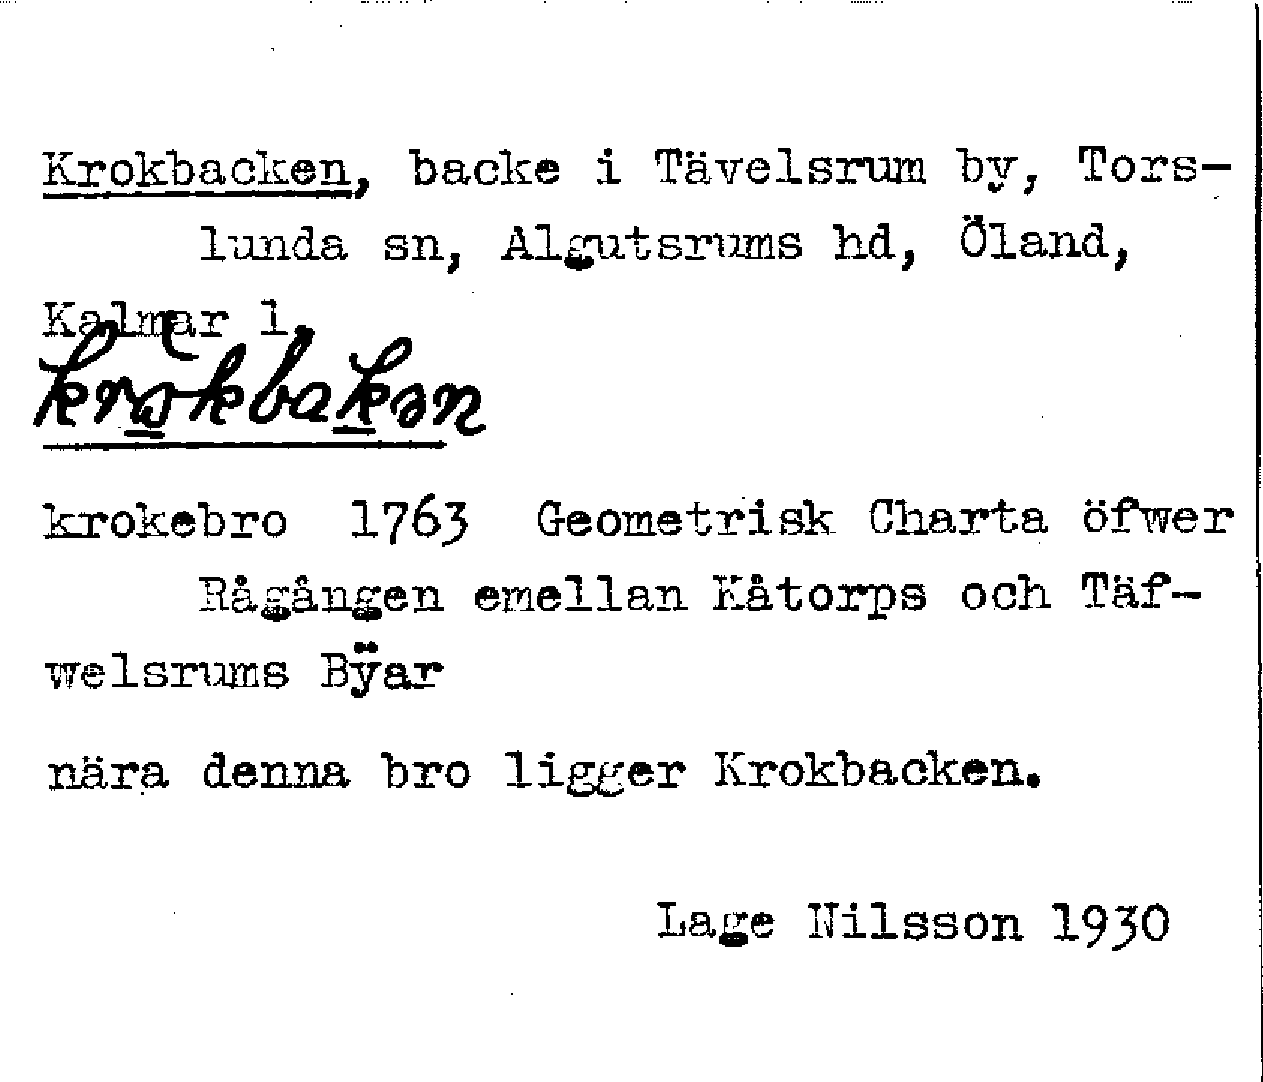 Krokbacken, backe i Tävelsrum by, Tors-
lunda sn, Algutsrums hd, Öland,
Kalmar l.
krokbakən
krokebro 1763 Geometrisk Charta öfwer
Rågången emellan Kåtorps och Täf-
welsrums Bÿar
nära denna bro ligger Krokbacken.
Lage Nilsson 1930